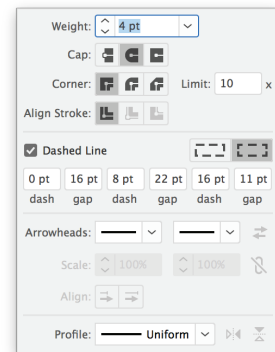 Weight: 4 pt
Cap:
Corner: Limit: 10 x
Align Stroke:
Dashed Line
0 pt 16 pt 8 pt 22 pt 16 pt 11 pt
dash gap dash gap dash gap
Arrowheads:
Scale: 100% 100%
Align:
Profile: Uniform